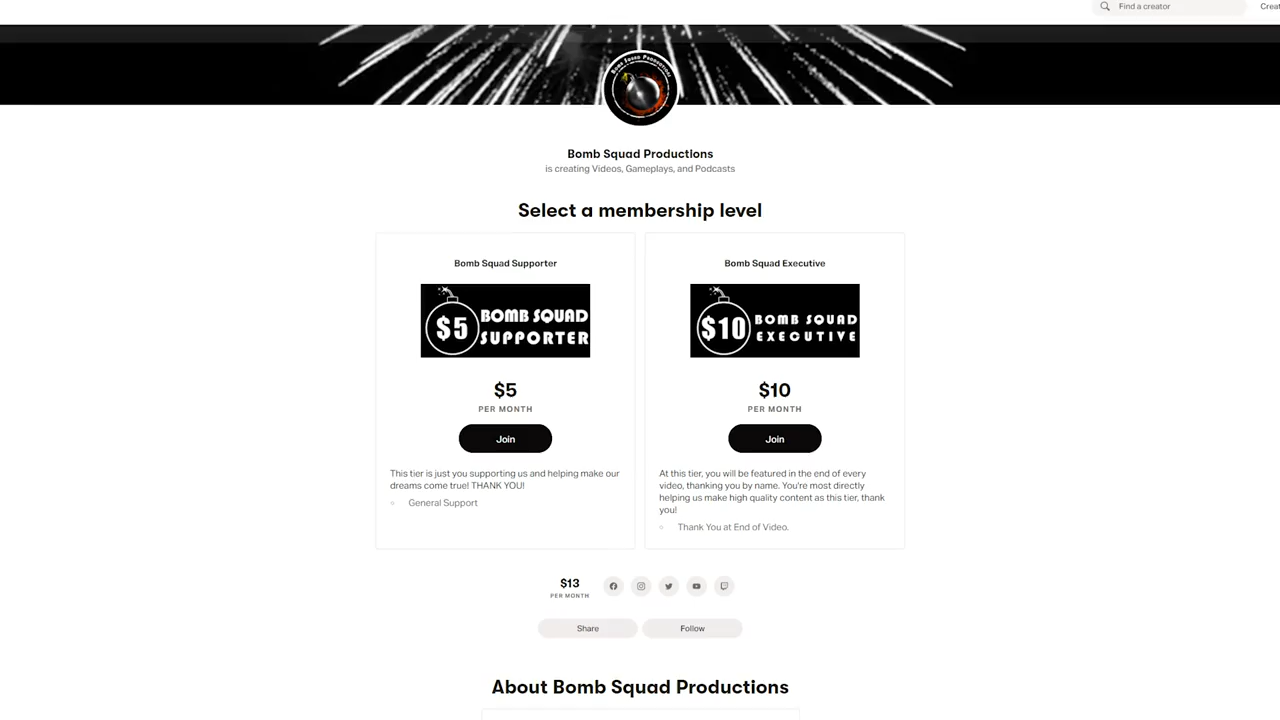 Find a creator
BOMB SQUAD PRODUCTIONS
Bomb Squad Productions
is creating Videos, Gameplays, and Podcasts
Select a membership level
Bomb Squad Supporter
$5 BOMB SQUAD
SUPPORTER
$5
PER MONTH
Join
This tier is just you supporting us and helping make our
dreams come true! THANK YOU!
General Support
Bomb Squad Executive
$10 BOMB SQUAD
EXECUTIVE
$10
PER MONTH
Join
At this tier, you will be featured in the end of every
video, thanking you by name. You're most directly
helping us make high quality content as this tier, thank
you!
Thank You at End of Video.
$13
PER MONTH
Share
Follow
About Bomb Squad Productions